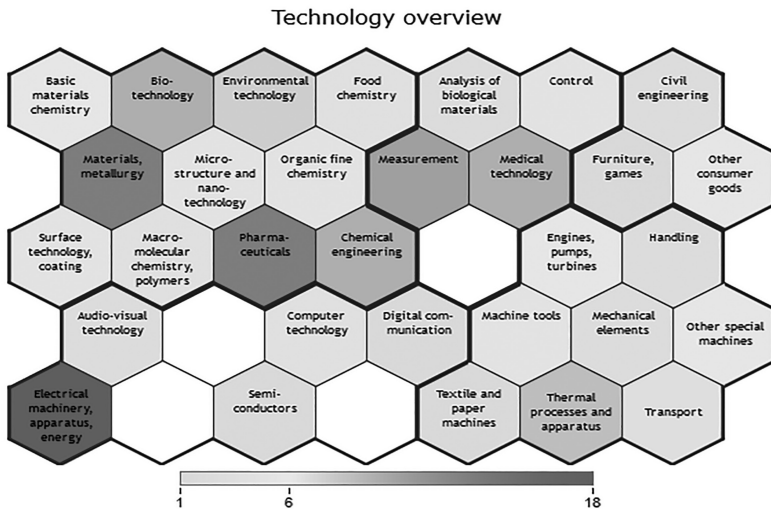 Technology overview
Basic
materials
chemistry
Bio-
technology
Environmental
technology
Food
chemistry
Analysis of
biological
materials
Control
Civil
engineering
Materials,
metallurgy
Micro-
structure and
nano-
technology
Organic fine
chemistry
Measurement
Medical
technology
Furniture,
games
Other
consumer
goods
Surface
technology,
coating
Macro-
molecular
chemistry,
polymers
Pharma-
ceuticals
Chemical
engineering
Engines,
pumps,
turbines
Handling
Audio-visual
technology
Computer
technology
Digital com-
munication
Machine tools
Mechanical
elements
Other special
machines
Electrical
machinery,
apparatus,
energy
Semi-
conductors
Textile and
paper
machines
Thermal
processes and
apparatus
Transport
1 6 18